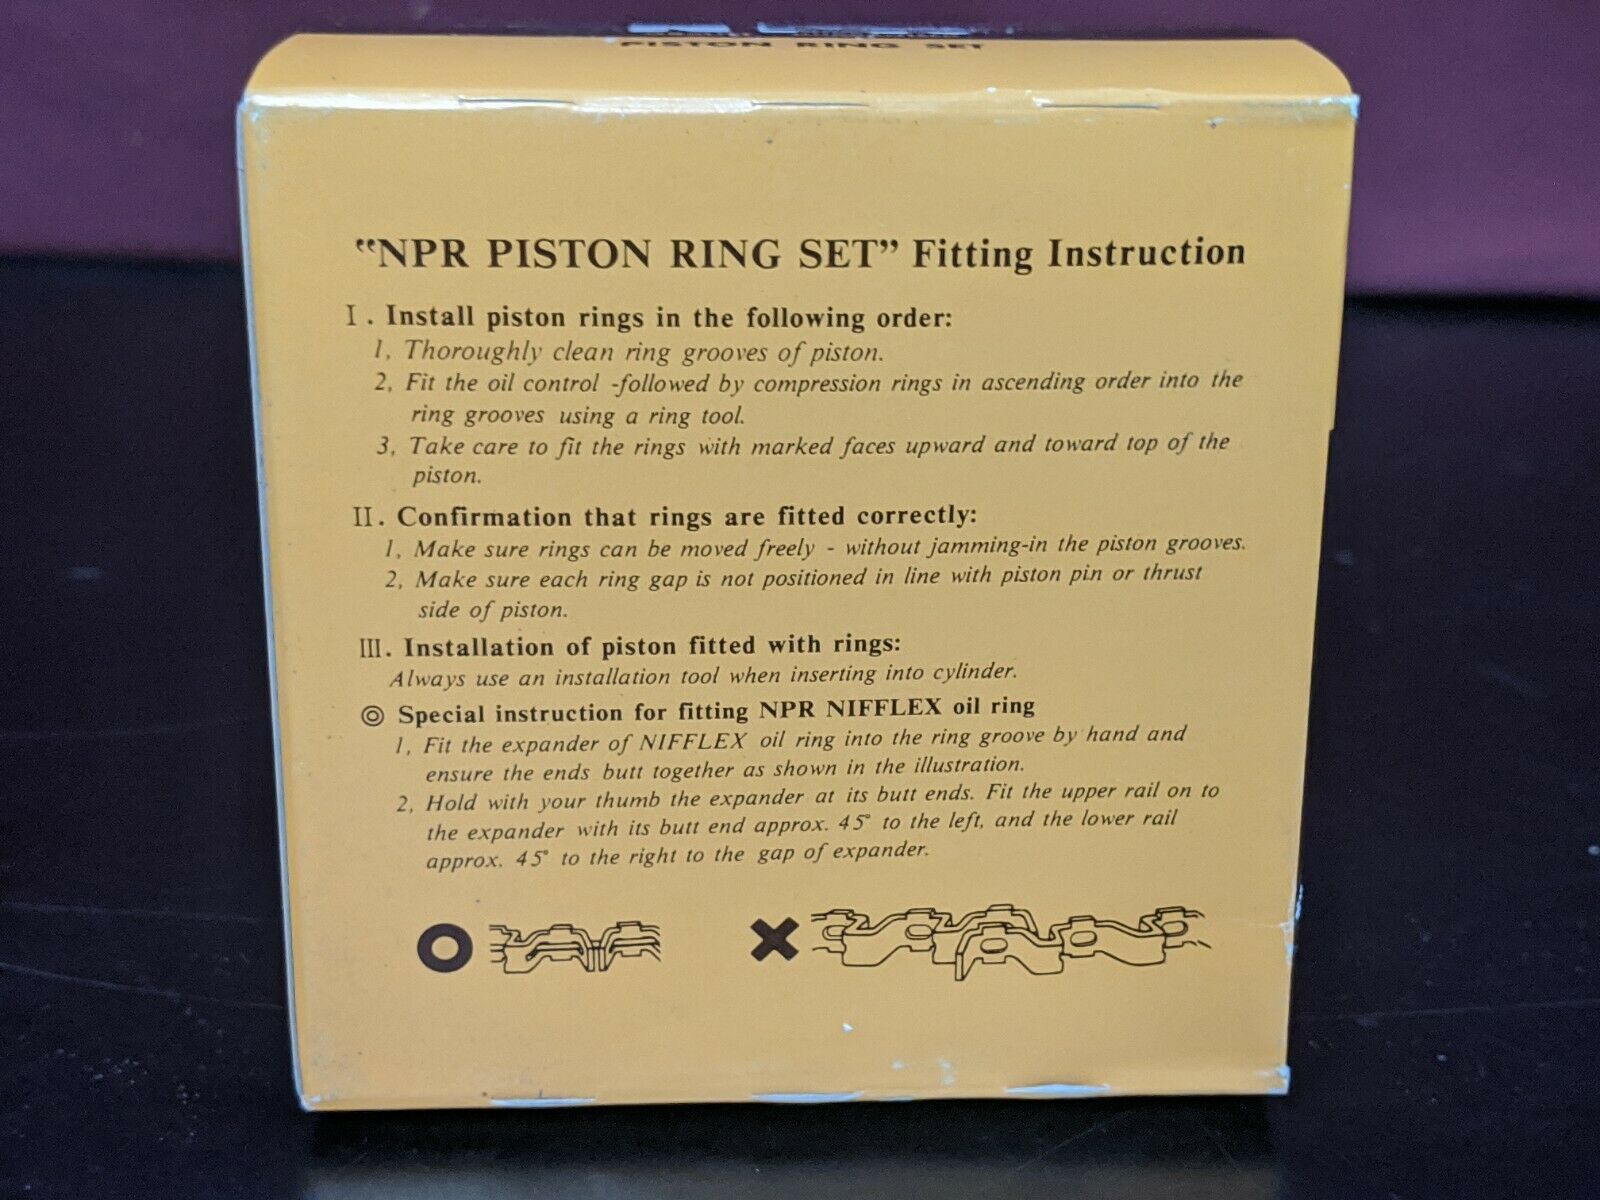 PISTON RING SET
“NPR PISTON RING SET” Fitting Instruction
I. Install piston rings in the following order:
1, Thoroughly clean ring grooves of piston.
2, Fit the oil control -followed by compression rings in ascending order into the
ring grooves using a ring tool.
3, Take care to fit the rings with marked faces upward and toward top of the
piston.
II. Confirmation that rings are fitted correctly:
1, Make sure rings can be moved freely - without jamming-in the piston grooves.
2, Make sure each ring gap is not positioned in line with piston pin or thrust
side of piston.
III. Installation of piston fitted with rings:
Always use an installation tool when inserting into cylinder.
◎ Special instruction for fitting NPR NIFFLEX oil ring
1, Fit the expander of NIFFLEX oil ring into the ring groove by hand and
ensure the ends butt together as shown in the illustration.
2, Hold with your thumb the expander at its butt ends. Fit the upper rail on to
the expander with its butt end approx. 45° to the left, and the lower rail
approx. 45° to the right to the gap of expander.